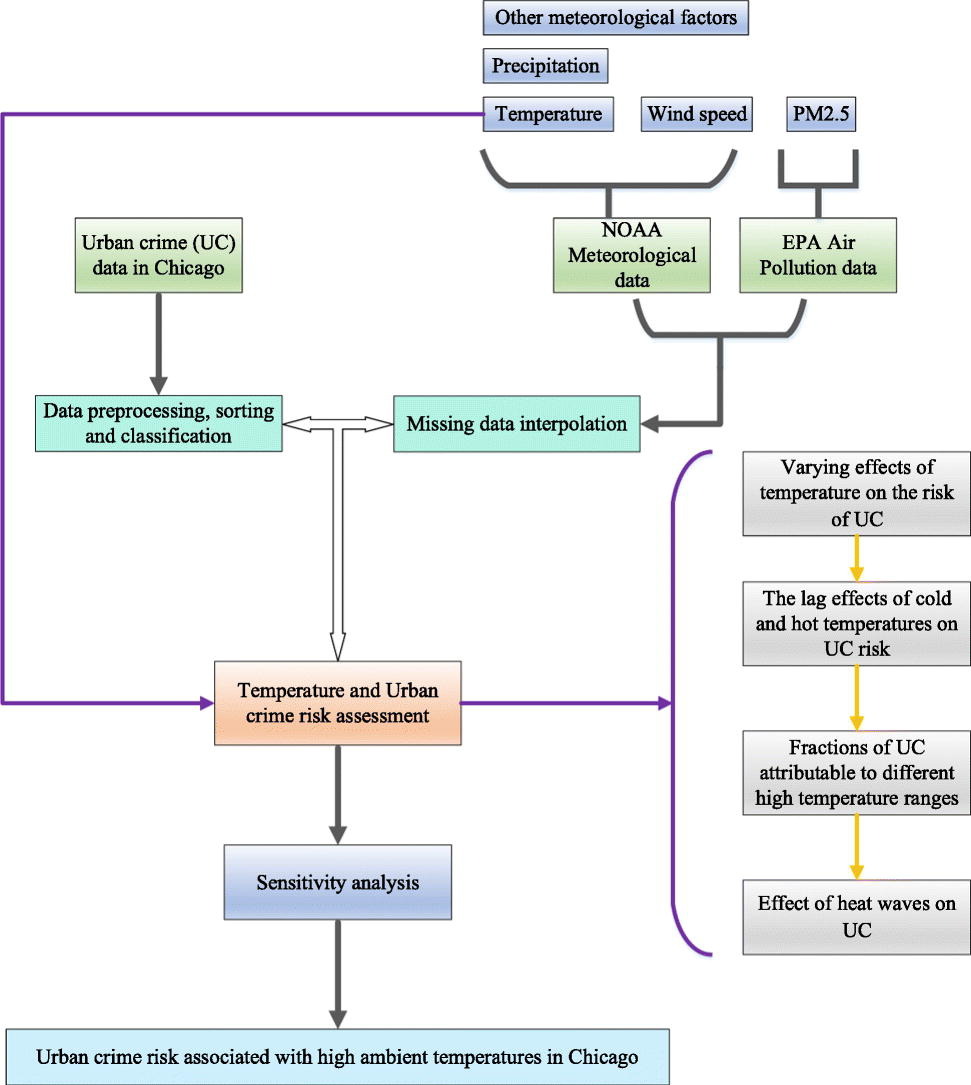 Other meteorological factors
Precipitation
Temperature
Wind speed
PM2.5
Urban crime (UC)
data in Chicago
NOAA
Meteorological
data
EPA Air
Pollution data
Data preprocessing, sorting
and classification
Missing data interpolation
Varying effects of
temperature on the risk
of UC
The lag effects of cold
and hot temperatures on
UC risk
Temperature and Urban
crime risk assessment
Fractions of UC
attributable to different
high temperature ranges
Sensitivity analysis
Effect of heat waves on
UC
Urban crime risk associated with high ambient temperatures in Chicago